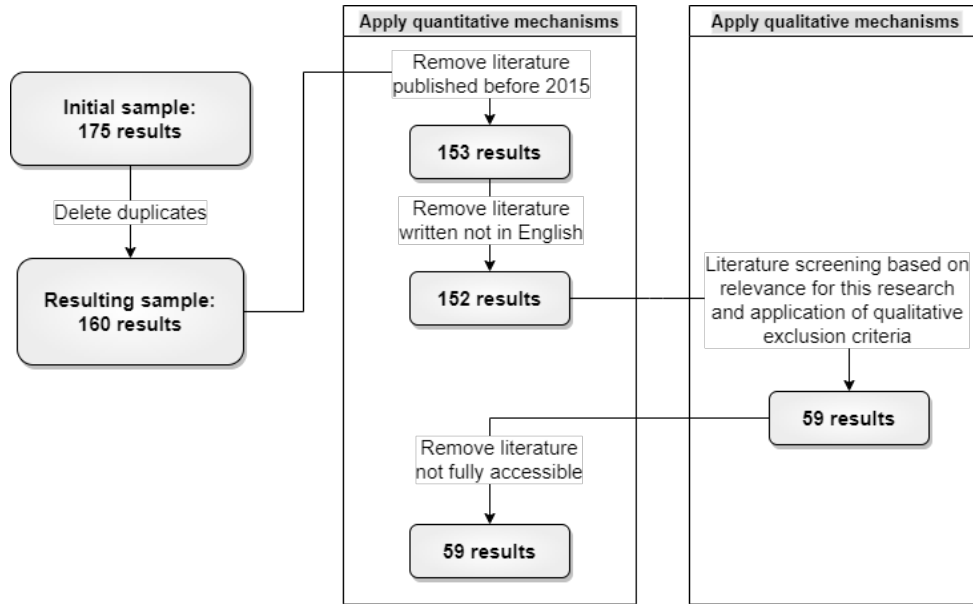 Apply quantitative mechanisms
Apply qualitative mechanisms
Initial sample:
175 results
Delete duplicates
Resulting sample:
160 results
Remove literature
published before 2015
153 results
Remove literature
written not in English
152 results
Literature screening based on
relevance for this research
and application of qualitative
exclusion criteria
59 results
Remove literature
not fully accessible
59 results